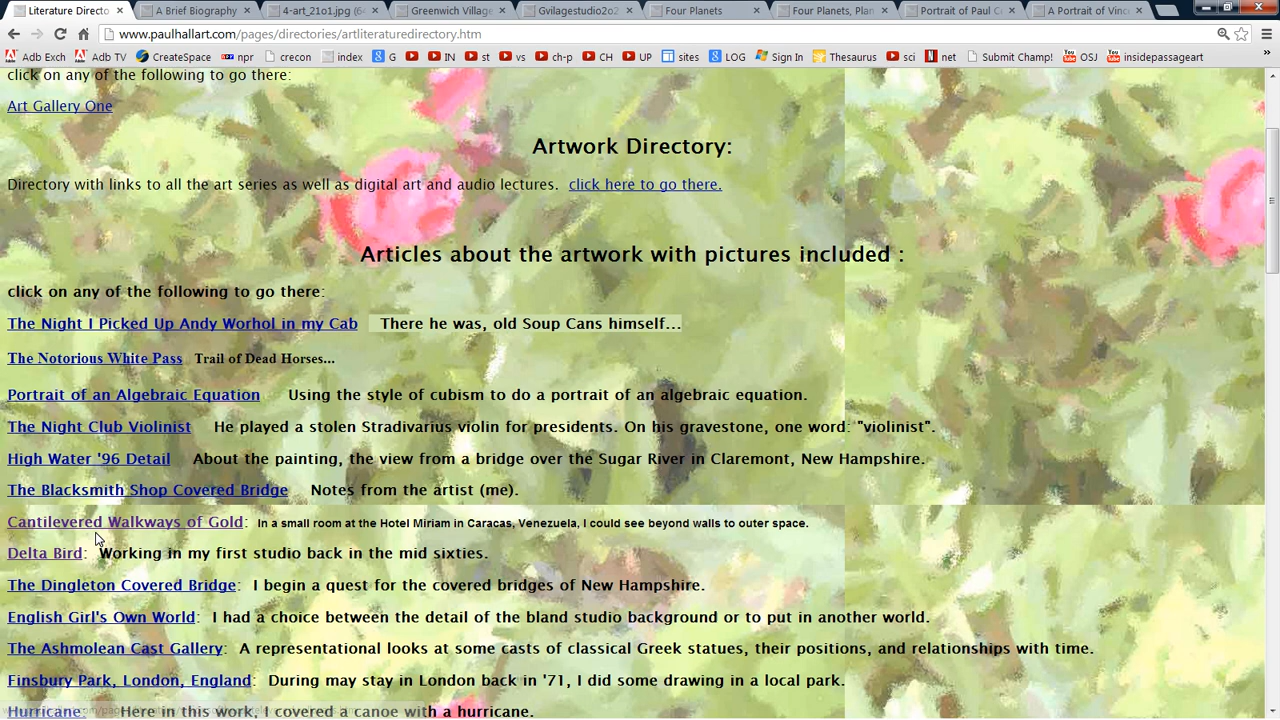 Literature Directo
A Brief Biography
4-art_21o1.jpg (64
Greenwich Village
Gvilagestudio2o2
Four Planets
Four Planets, Plan
Portrait of Paul C
A Portrait of Vince
www.paulhallart.com/pages/directories/artliteraturedirectory.htm
Adb Exch Adb TV CreateSpace npr crecon index G IN st vs ch-p CH UP sites LOG Sign In Thesaurus sci net Submit Champ! OSJ insidepassageart »
click on any of the following to go there:
Art Gallery One
Artwork Directory:
Directory with links to all the art series as well as digital art and audio lectures. click here to go there.
Articles about the artwork with pictures included :
click on any of the following to go there:
The Night I Picked Up Andy Worhol in my Cab There he was, old Soup Cans himself...
The Notorious White Pass Trail of Dead Horses...
Portrait of an Algebraic Equation Using the style of cubism to do a portrait of an algebraic equation.
The Night Club Violinist He played a stolen Stradivarius violin for presidents. On his gravestone, one word: "violinist".
High Water '96 Detail About the painting, the view from a bridge over the Sugar River in Claremont, New Hampshire.
The Blacksmith Shop Covered Bridge Notes from the artist (me).
Cantilevered Walkways of Gold: In a small room at the Hotel Miriam in Caracas, Venezuela, I could see beyond walls to outer space.
Delta Bird: Working in my first studio back in the mid sixties.
The Dingleton Covered Bridge: I begin a quest for the covered bridges of New Hampshire.
English Girl's Own World: I had a choice between the detail of the bland studio background or to put in another world.
The Ashmolean Cast Gallery: A representational looks at some casts of classical Greek statues, their positions, and relationships with time.
Finsbury Park, London, England: During may stay in London back in '71, I did some drawing in a local park.
Hurricane: Here in this work, I covered a canoe with a hurricane.